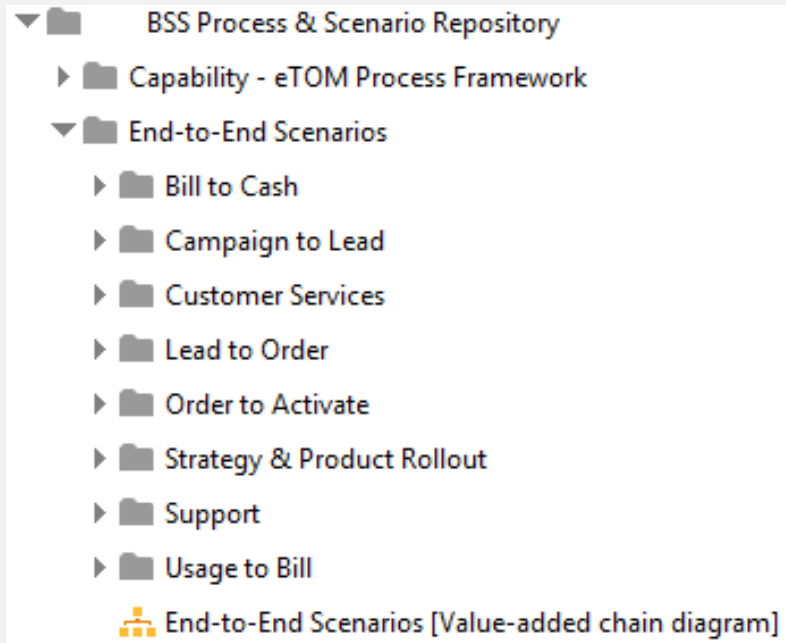 BSS Process & Scenario Repository
Capability - eTOM Process Framework
End-to-End Scenarios
Bill to Cash
Campaign to Lead
Customer Services
Lead to Order
Order to Activate
Strategy & Product Rollout
Support
Usage to Bill
End-to-End Scenarios [Value-added chain diagram]